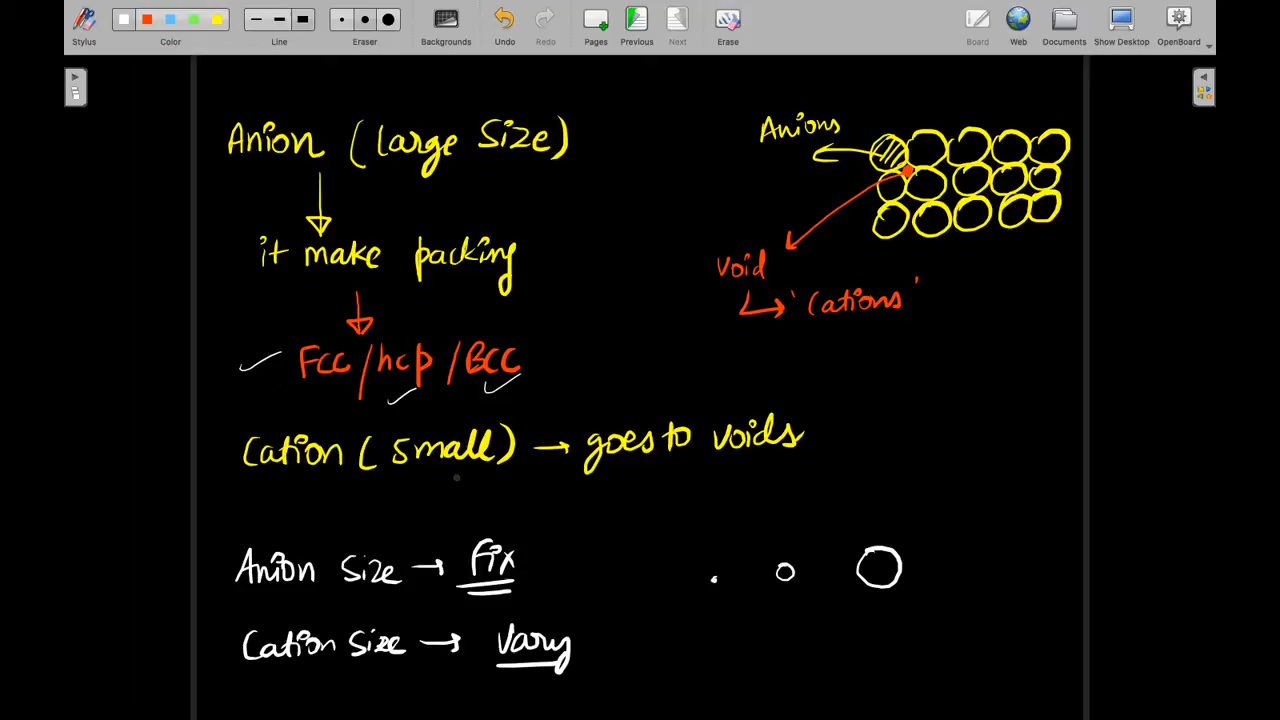 Stylus Color Line Eraser Backgrounds Undo Redo Pages Previous Next Erase Board Web Documents Show Desktop OpenBoard
Anion (large Size)
Anions
it make packing
Void
'Cations'
FCC/hcp/BCC
Cation (small) → goes to voids
Anion Size → Fix
Cation Size → Vary